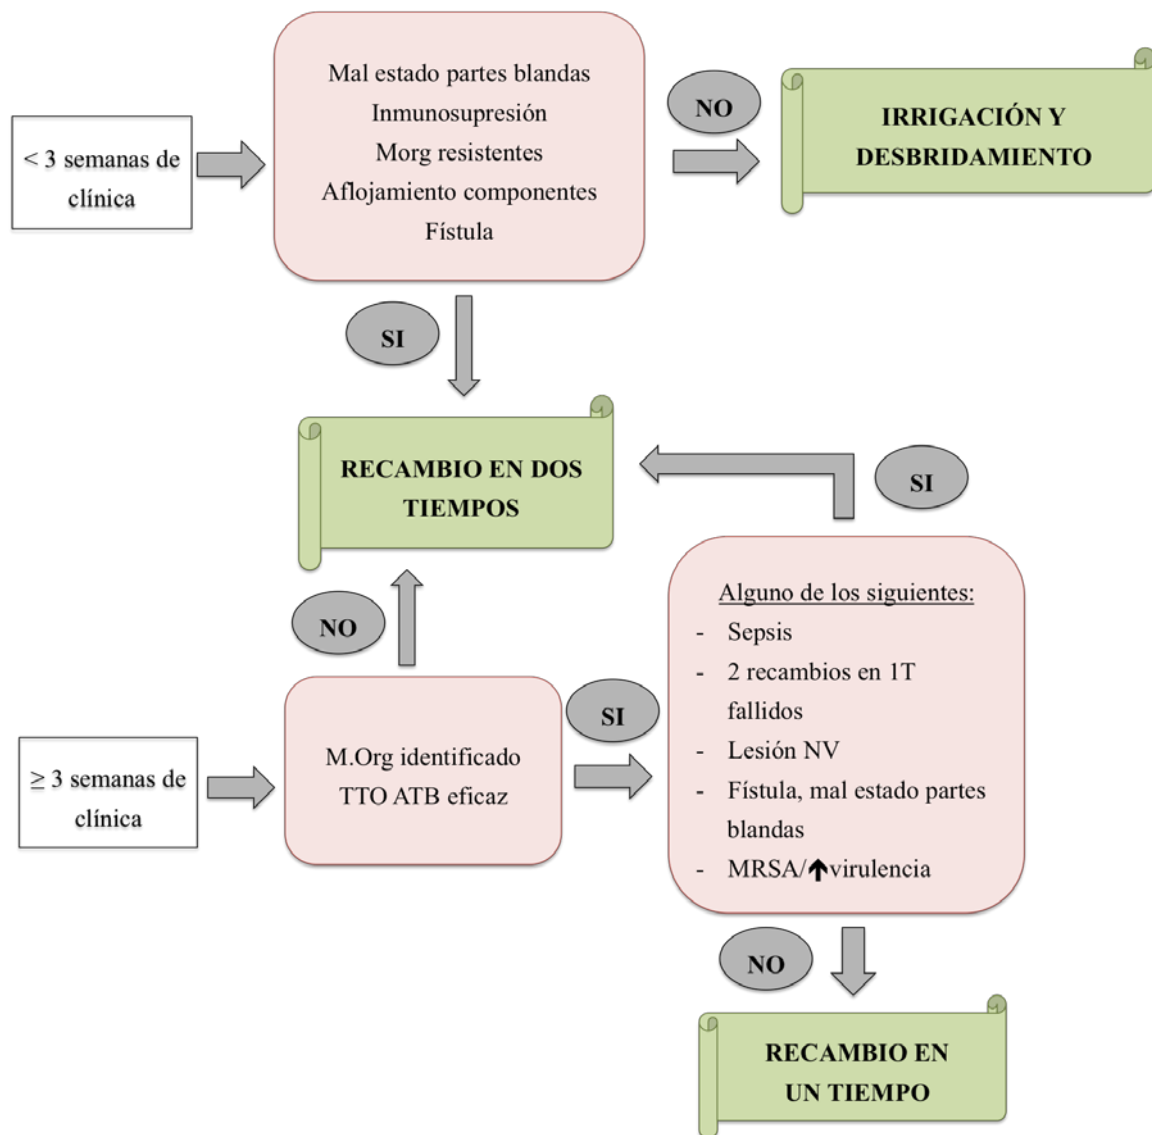 < 3 semanas de
clínica
Mal estado partes blandas
Inmunosupresión
Morg resistentes
Aflojamiento componentes
Fístula
NO
IRRIGACIÓN Y
DESBRIDAMIENTO
SI
RECAMBIO EN DOS
TIEMPOS
SI
NO
≥ 3 semanas de
clínica
M.Org identificado
TTO ATB eficaz
SI
Alguno de los siguientes:
- Sepsis
- 2 recambios en 1T
fallidos
- Lesión NV
- Fístula, mal estado partes
blandas
- MRSA/↑virulencia
NO
RECAMBIO EN
UN TIEMPO